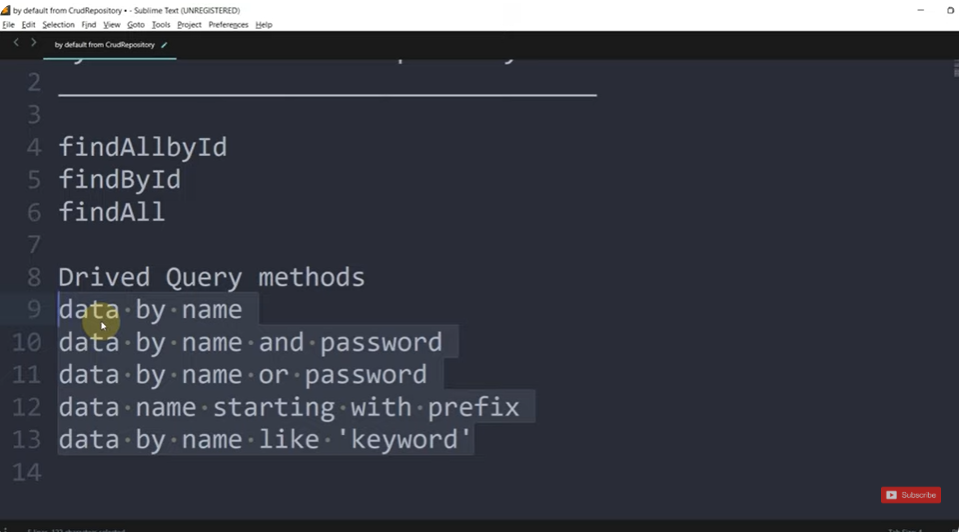 by default from CrudRepository • - Sublime Text (UNREGISTERED)
File Edit Selection Find View Goto Tools Project Preferences Help
by default from CrudRepository
2
3
4 findAllbyId
5 findById
6 findAll
7
8 Drived Query methods
9 data by name
10 data by name and password
11 data by name or password
12 data name starting with prefix
13 data by name like 'keyword'
14
Subscribe